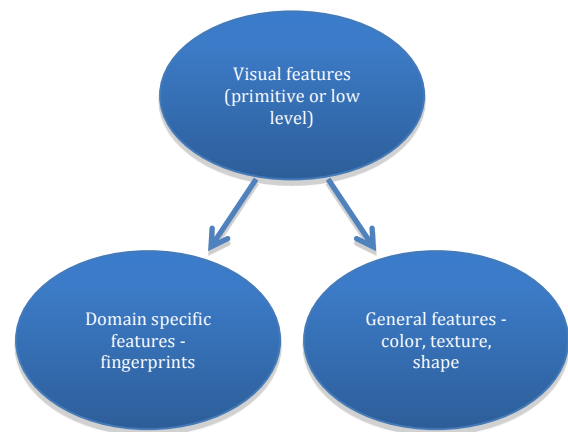 Visual features
(primitive or low
level)
Domain specific
features -
fingerprints
General features -
color, texture,
shape